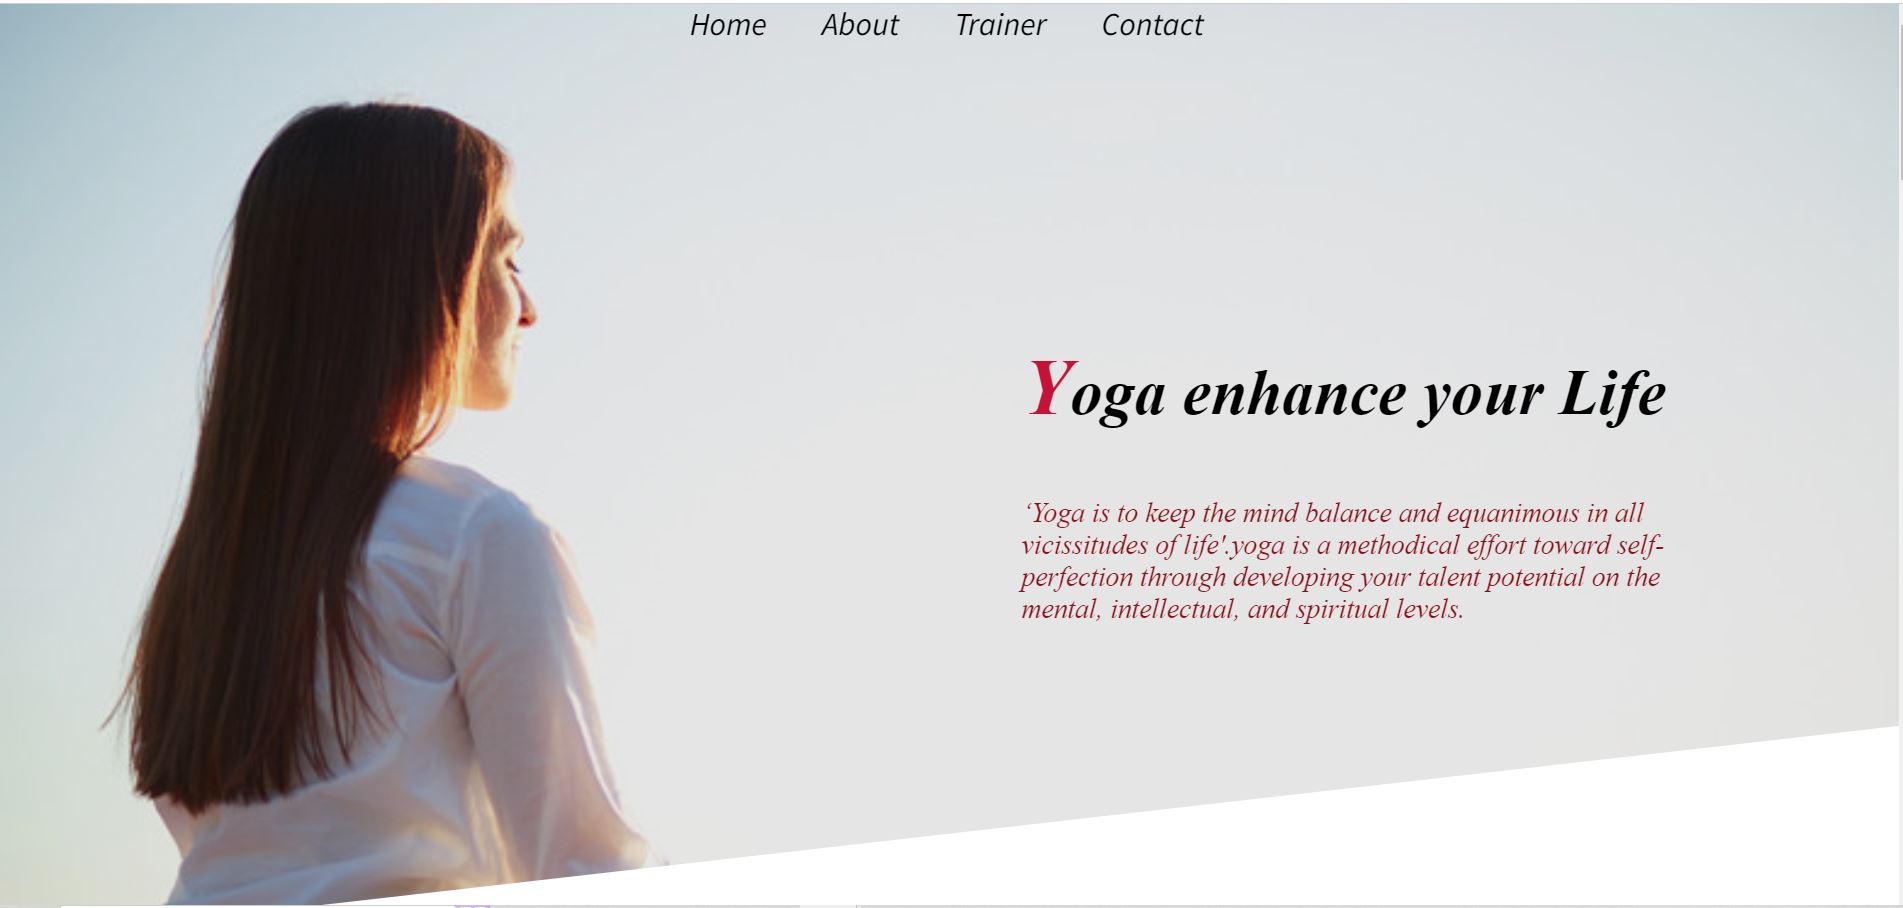 Home About Trainer Contact
Yoga enhance your Life
‘Yoga is to keep the mind balance and equanimous in all
vicissitudes of life'.yoga is a methodical effort toward self-
perfection through developing your talent potential on the
mental, intellectual, and spiritual levels.